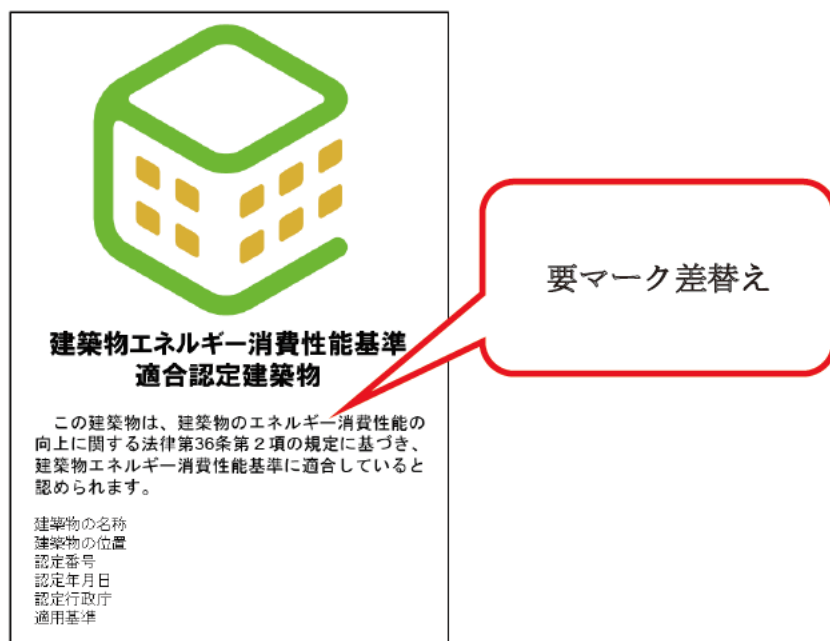 建築物エネルギー消費性能基準
適合認定建築物
この建築物は、建築物のエネルギー消費性能の
向上に関する法律第36条第２項の規定に基づき、
建築物エネルギー消費性能基準に適合していると
認められます。
建築物の名称
建築物の位置
認定番号
認定年月日
認定行政庁
適用基準
要マーク差替え